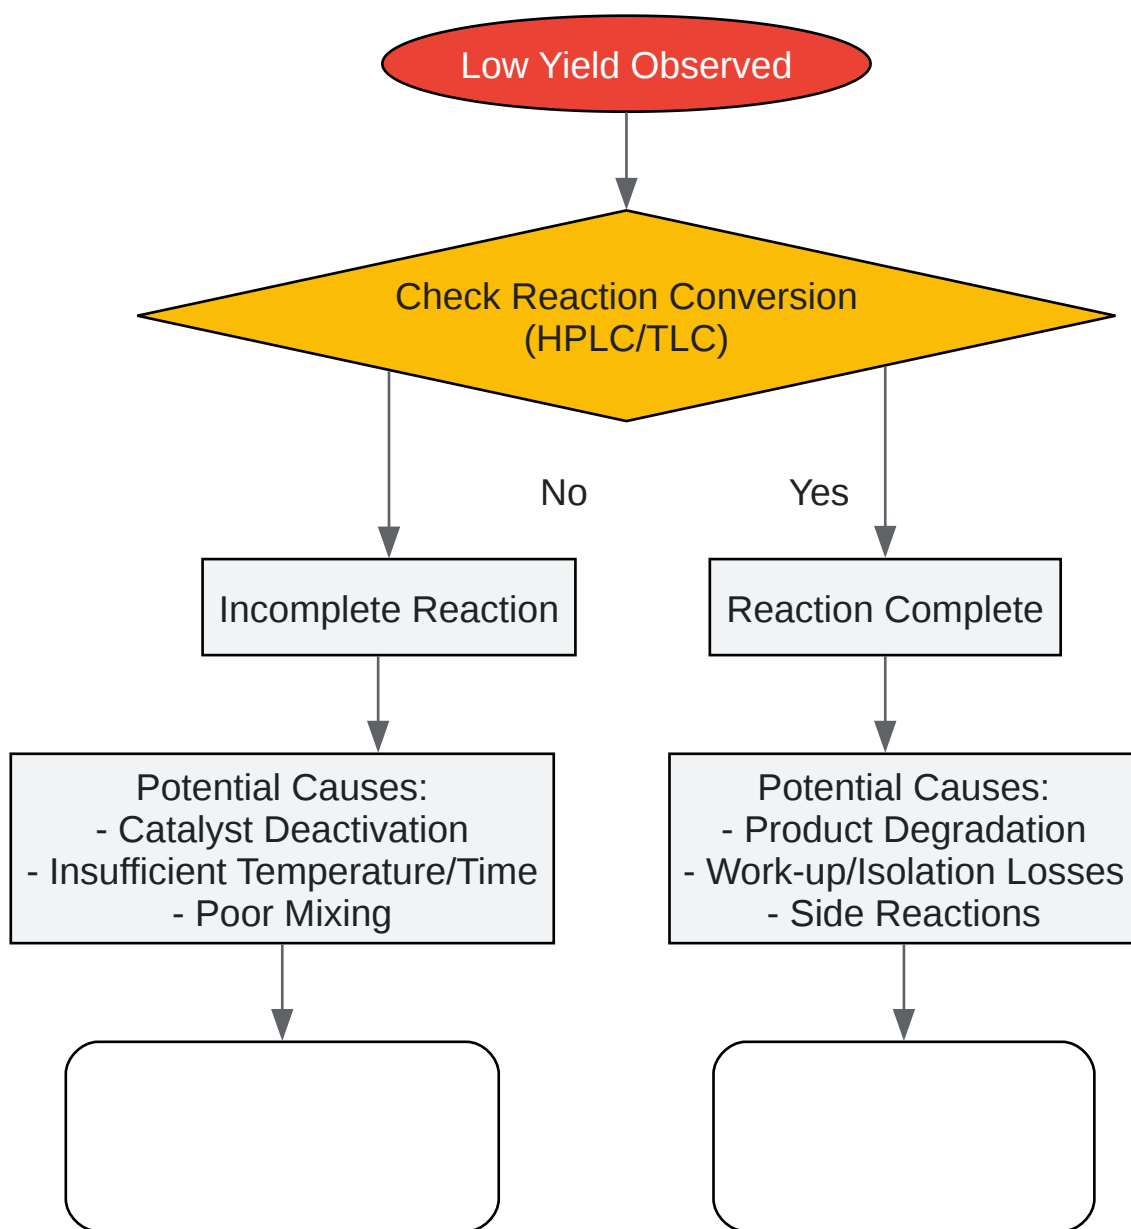 Low Yield Observed
Check Reaction Conversion
(HPLC/TLC)
No
Yes
Incomplete Reaction
Reaction Complete
Potential Causes:
- Catalyst Deactivation
- Insufficient Temperature/Time
- Poor Mixing
Potential Causes:
- Product Degradation
- Work-up/Isolation Losses
- Side Reactions